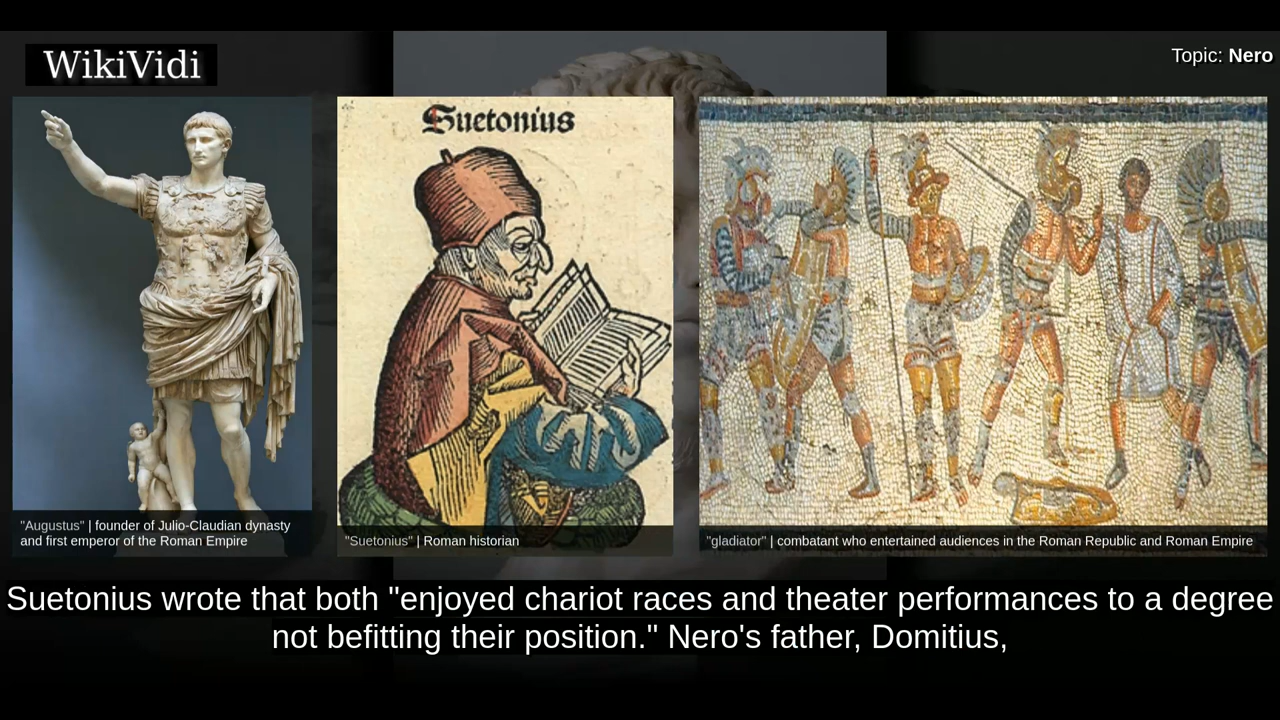 WikiVidi
Topic: Nero
Suetonius
"Augustus" | founder of Julio-Claudian dynasty
and first emperor of the Roman Empire
"Suetonius" | Roman historian
"gladiator" | combatant who entertained audiences in the Roman Republic and Roman Empire
Suetonius wrote that both "enjoyed chariot races and theater performances to a degree
not befitting their position." Nero's father, Domitius,